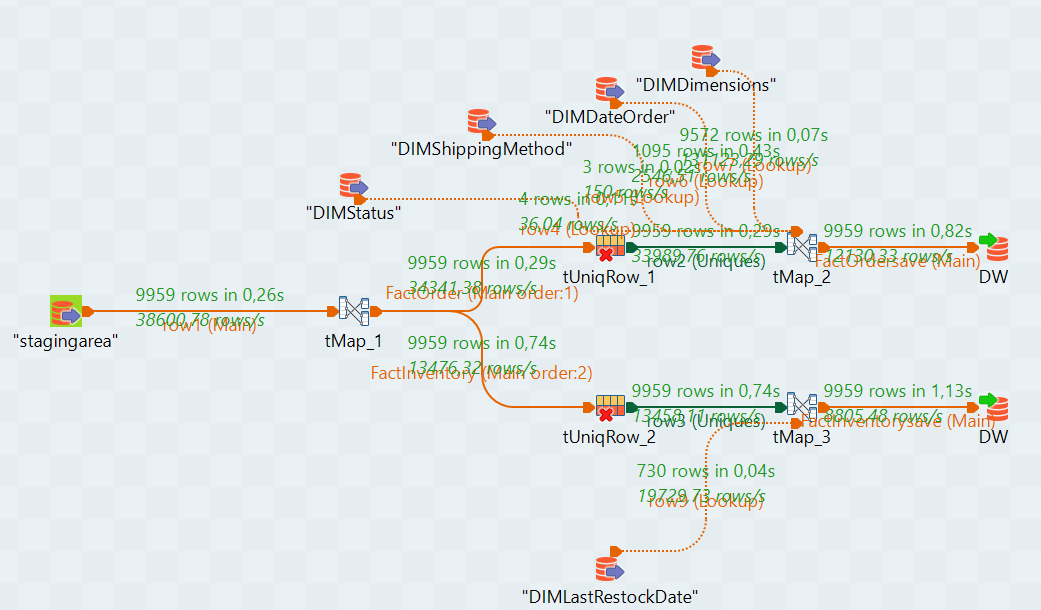 "DIMDimensions"
"DIMDateOrder"
9572 rows in 0,07s
131123,29 rows/s
row7 (Lookup)
"DIMShippingMethod"
1095 rows in 0,43s
2546,51 rows/s
row6 (Lookup)
3 rows in 0,02s
150 rows/s
row5 (Lookup)
"DIMStatus"
4 rows in 0,11s
36,04 rows/s
row4 (Lookup)
9959 rows in 0,29s
33989,76 rows/s
row2 (Uniques)
9959 rows in 0,82s
12130,33 rows/s
FactOrdersave (Main)
tUniqRow_1
tMap_2
DW
9959 rows in 0,29s
34341,38 rows/s
FactOrder (Main order:1)
9959 rows in 0,26s
38600,78 rows/s
row1 (Main)
"stagingarea"
tMap_1
9959 rows in 0,74s
13476,32 rows/s
FactInventory (Main order:2)
9959 rows in 0,74s
13458,11 rows/s
row3 (Uniques)
9959 rows in 1,13s
8805,48 rows/s
FactInventorysave (Main)
tUniqRow_2
tMap_3
DW
730 rows in 0,04s
19729,73 rows/s
row9 (Lookup)
"DIMLastRestockDate"